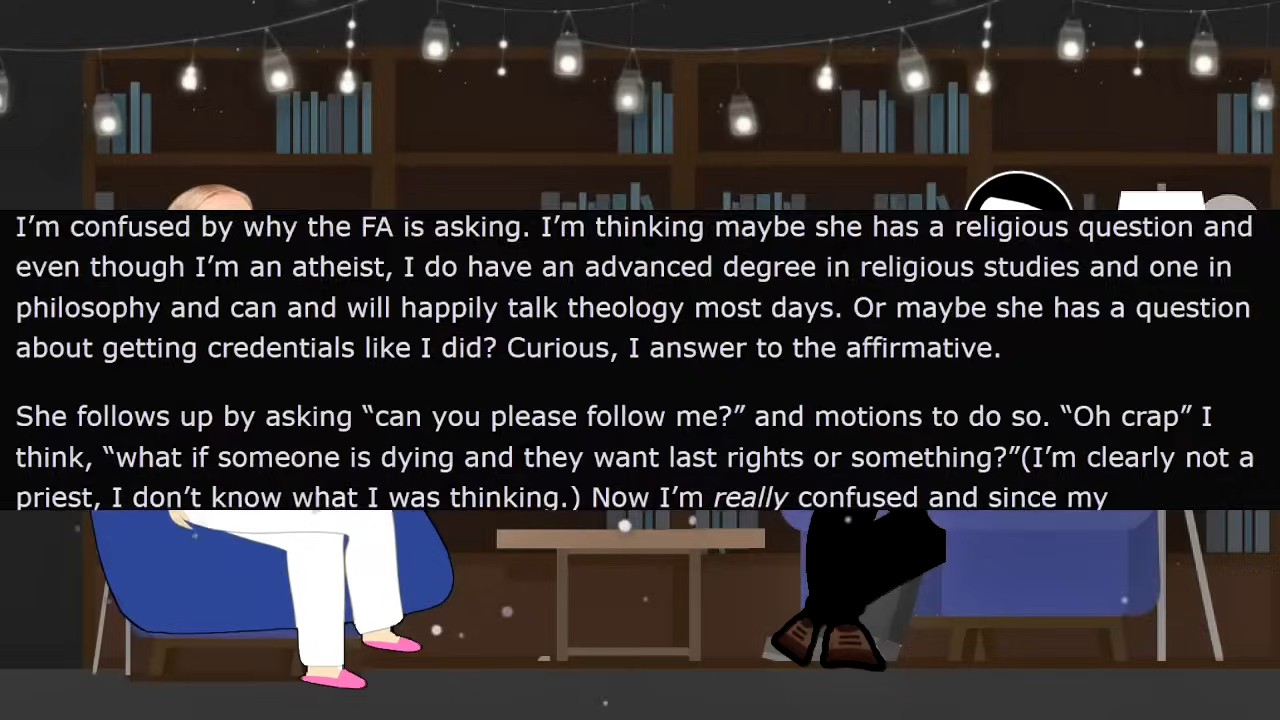 I’m confused by why the FA is asking. I’m thinking maybe she has a religious question and
even though I’m an atheist, I do have an advanced degree in religious studies and one in
philosophy and can and will happily talk theology most days. Or maybe she has a question
about getting credentials like I did? Curious, I answer to the affirmative.
She follows up by asking “can you please follow me?” and motions to do so. “Oh crap” I
think, “what if someone is dying and they want last rights or something?”(I’m clearly not a
priest, I don’t know what I was thinking.) Now I’m really confused and since my